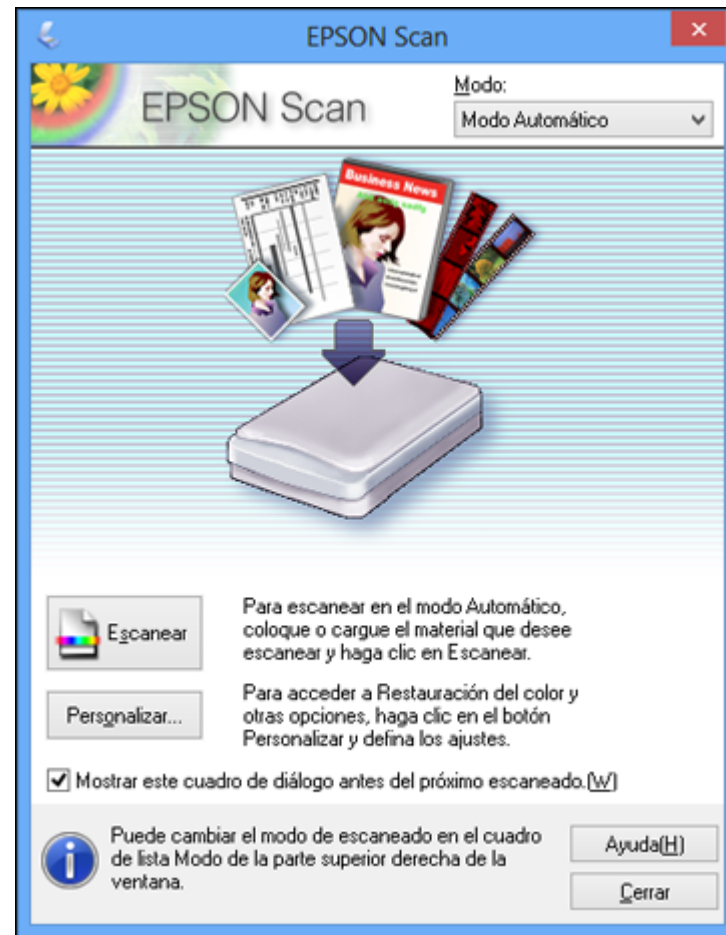 EPSON Scan
EPSON Scan
Modo:
Modo Automático
Business News
Escanear
Para escanear en el modo Automático,
coloque o cargue el material que desee
escanear y haga clic en Escanear.
Personalizar...
Para acceder a Restauración del color y
otras opciones, haga clic en el botón
Personalizar y defina los ajustes.
Mostrar este cuadro de diálogo antes del próximo escaneado.(W)
Puede cambiar el modo de escaneado en el cuadro
de lista Modo de la parte superior derecha de la
ventana.
Ayuda(H)
Cerrar